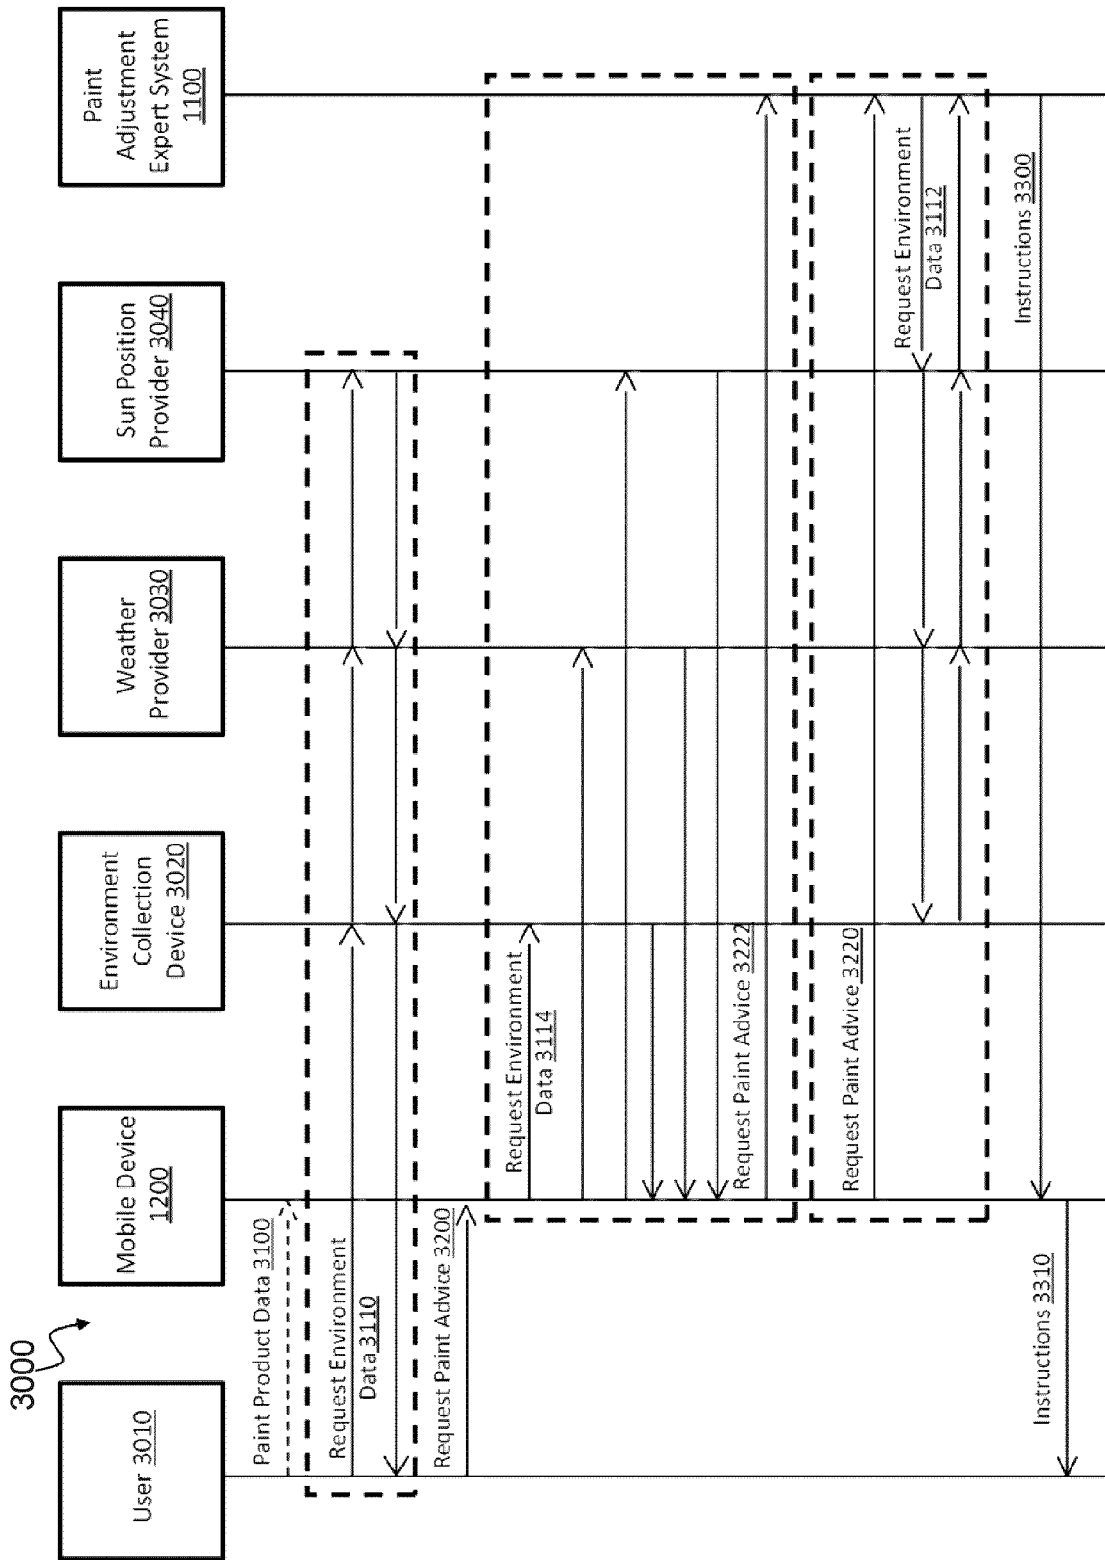 3000
User 3010
Mobile Device
1200
Environment
Collection
Device 3020
Weather
Provider 3030
Sun Position
Provider 3040
Paint
Adjustment
Expert System
1100
Paint Product Data 3100
Request Environment
Data 3110
Request Paint Advice 3200
Request Environment
Data 3114
Request Paint Advice 3222
Request Paint Advice 3220
Request Environment
Data 3112
Instructions 3300
Instructions 3310